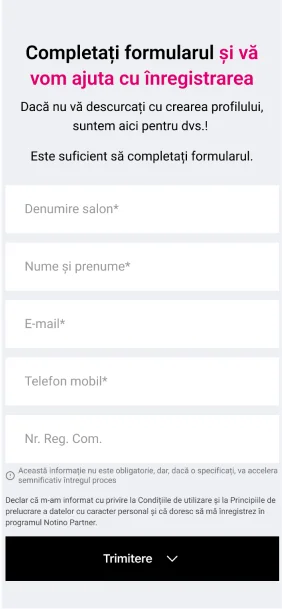 Completați formularul și vă
vom ajuta cu înregistrarea
Dacă nu vă descurcați cu crearea profilului,
suntem aici pentru dvs.!
Este suficient să completați formularul.
Denumire salon*
Nume și prenume*
E-mail*
Telefon mobil*
Nr. Reg. Com.
Această informație nu este obligatorie, dar, dacă o specificați, va accelera
semnificativ întregul proces
Declar că m-am informat cu privire la Condițiile de utilizare și la Principiile de
prelucrare a datelor cu caracter personal și că doresc să mă înregistrez în
programul Notino Partner.
Trimitere